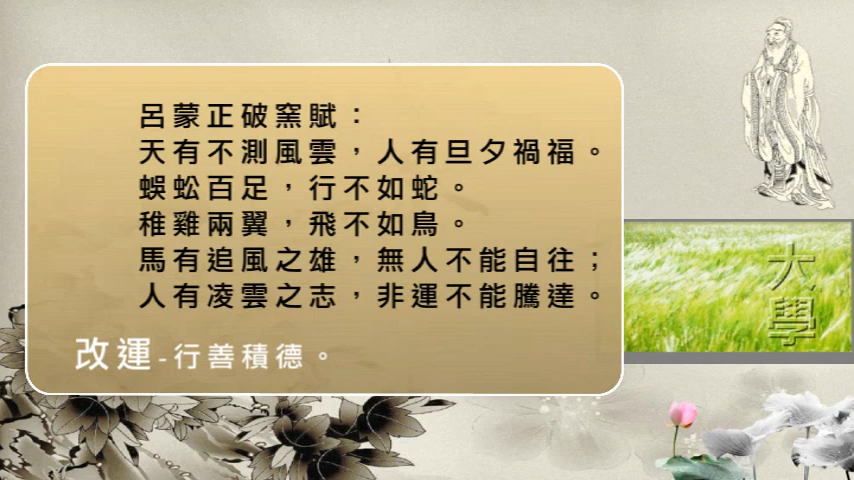 呂蒙正破窯賦：
天有不測風雲，人有旦夕禍福。
蜈蚣百足，行不如蛇。
稚雞兩翼，飛不如鳥。
馬有追風之雄，無人不能自往；
人有凌雲之志，非運不能騰達。
改運-行善積德。
大學